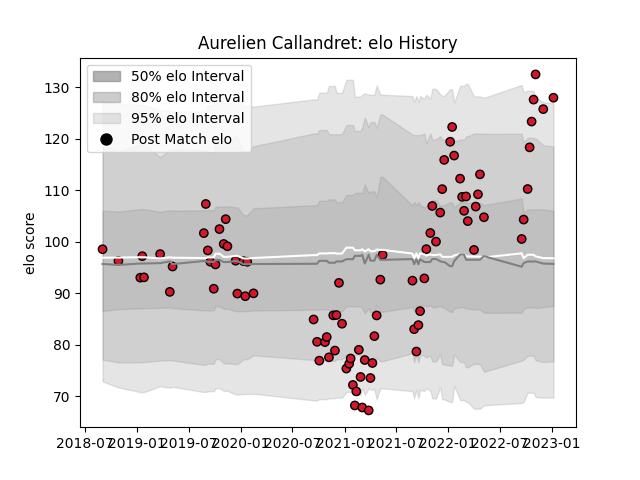 Aurelien Callandret: elo History
50% elo Interval
80% elo Interval
95% elo Interval
Post Match elo
elo score
130
120
110
100
90
80
70
2018-07 2019-01 2019-07 2020-01 2020-07 2021-01 2021-07 2022-01 2022-07 2023-01